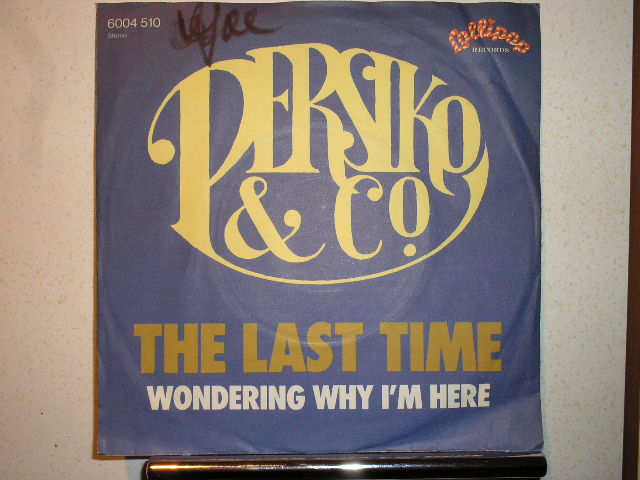 6004 510
Stereo
lollipop
RECORDS
PERSIKO
& Co.
THE LAST TIME
WONDERING WHY I'M HERE